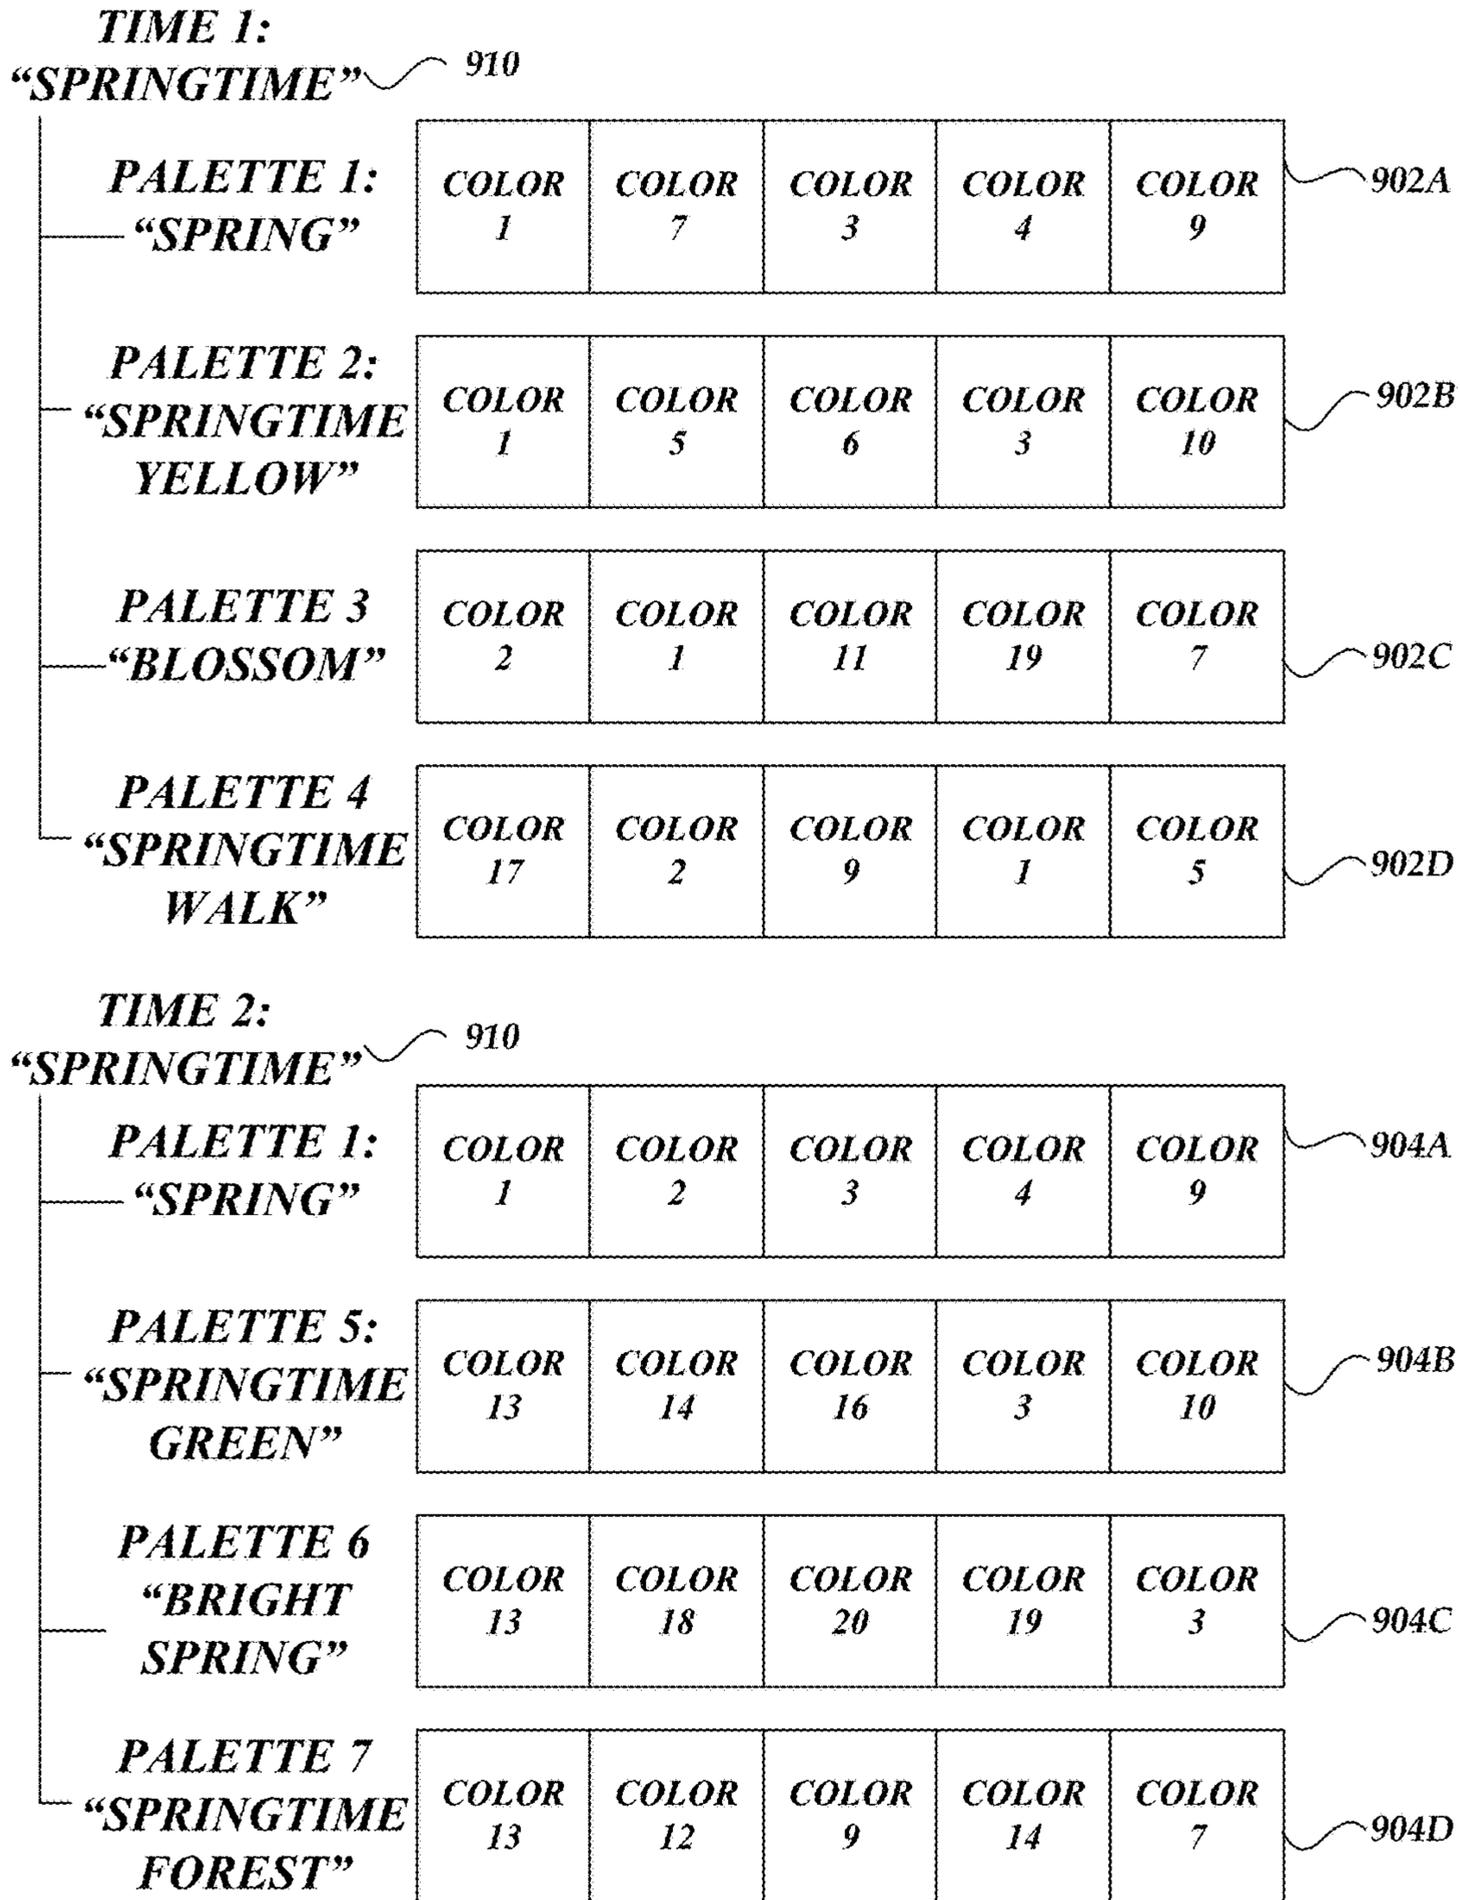 TIME 1:
“SPRINGTIME” 910
PALETTE 1:
“SPRING”
COLOR COLOR COLOR COLOR COLOR
1 7 3 4 9
902A
PALETTE 2:
“SPRINGTIME
YELLOW”
COLOR COLOR COLOR COLOR COLOR
1 5 6 3 10
902B
PALETTE 3
“BLOSSOM”
COLOR COLOR COLOR COLOR COLOR
2 1 11 19 7
902C
PALETTE 4
“SPRINGTIME
WALK”
COLOR COLOR COLOR COLOR COLOR
17 2 9 1 5
902D
TIME 2:
“SPRINGTIME” 910
PALETTE 1:
“SPRING”
COLOR COLOR COLOR COLOR COLOR
1 2 3 4 9
904A
PALETTE 5:
“SPRINGTIME
GREEN”
COLOR COLOR COLOR COLOR COLOR
13 14 16 3 10
904B
PALETTE 6
“BRIGHT
SPRING”
COLOR COLOR COLOR COLOR COLOR
13 18 20 19 3
904C
PALETTE 7
“SPRINGTIME
FOREST”
COLOR COLOR COLOR COLOR COLOR
13 12 9 14 7
904D